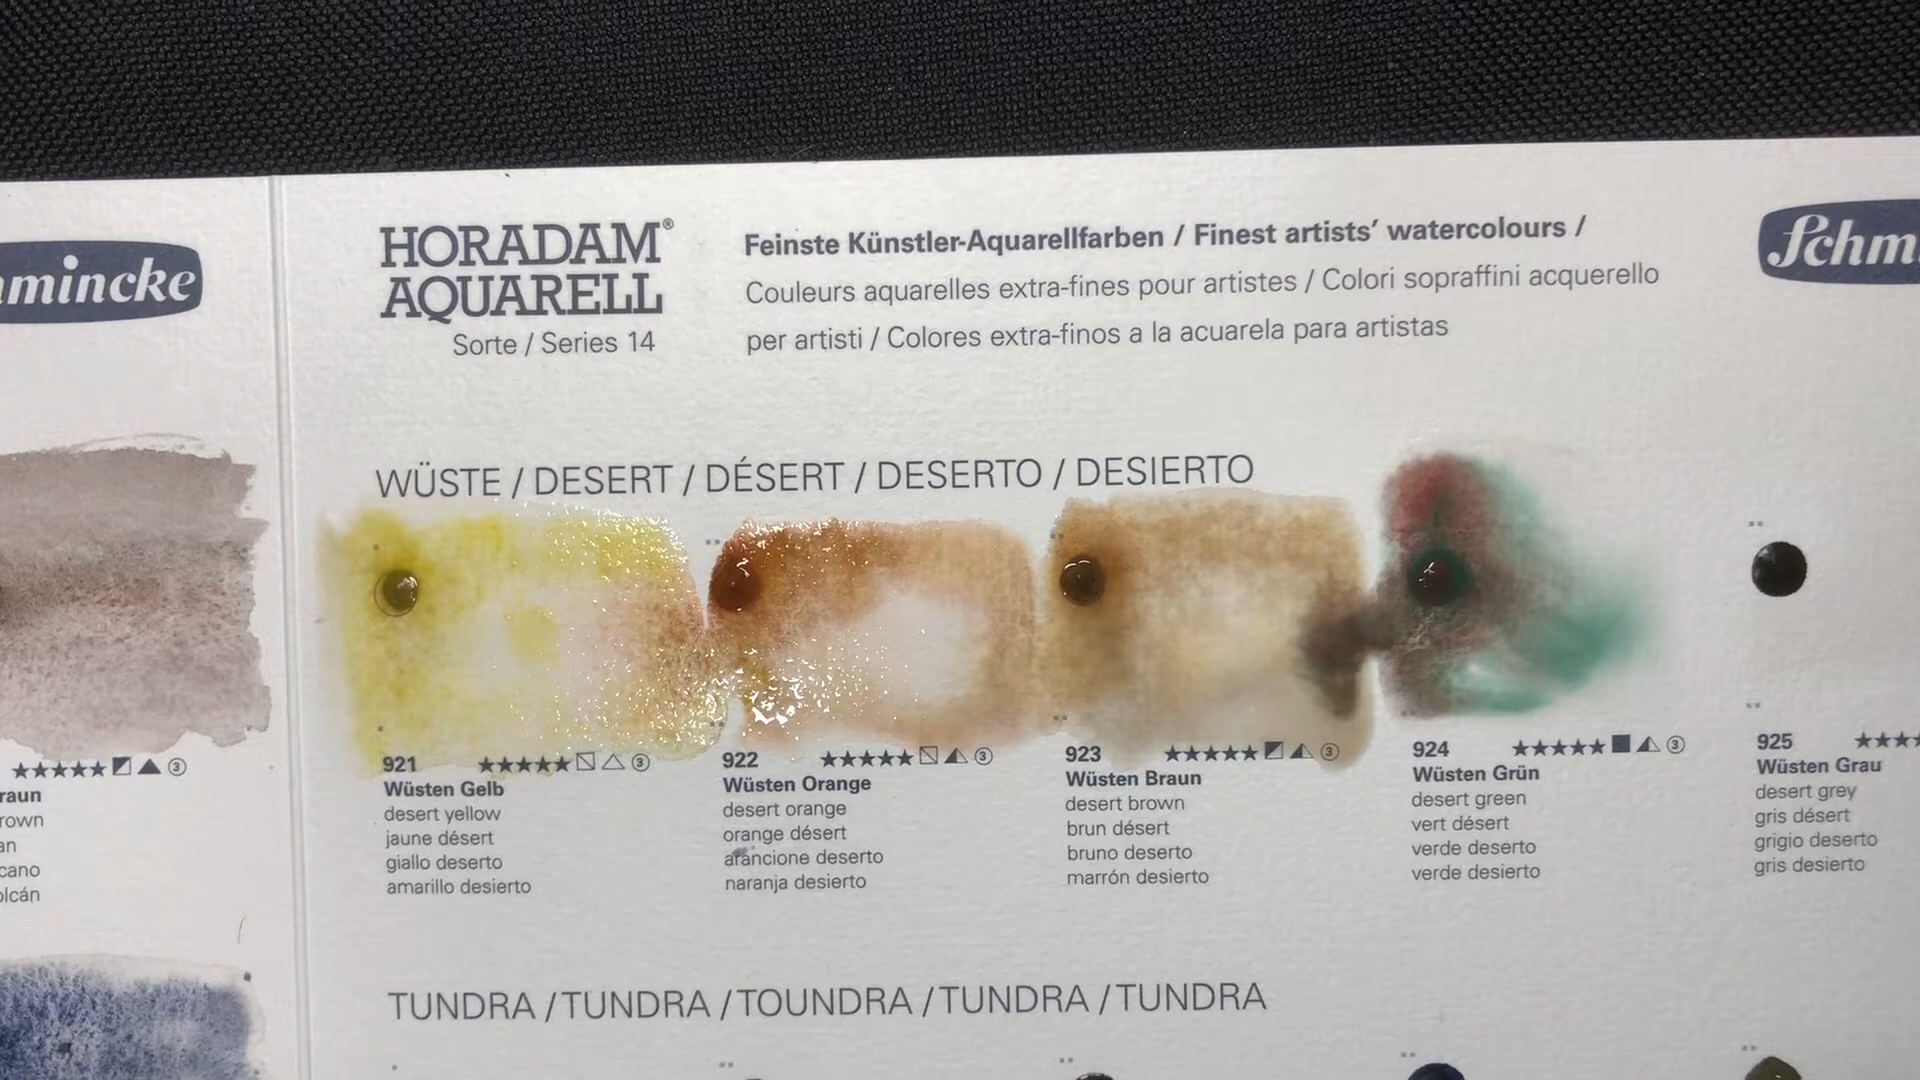 mincke
HORADAM®
AQUARELL
Sorte / Series 14
Feinste Künstler-Aquarellfarben / Finest artists' watercolours /
Couleurs aquarelles extra-fines pour artistes / Colori sopraffini acquerello
per artisti / Colores extra-finos a la acuarela para artistas
Schm
WÜSTE / DESERT / DÉSERT / DESERTO / DESIERTO
★★★★★ 3
raun
rown
an
cano
olcán
921 ★★★★★ 3
Wüsten Gelb
desert yellow
jaune désert
giallo deserto
amarillo desierto
922 ★★★★★ 3
Wüsten Orange
desert orange
orange désert
arancione deserto
naranja desierto
923 ★★★★★ 3
Wüsten Braun
desert brown
brun désert
bruno deserto
marrón desierto
924 ★★★★★ 3
Wüsten Grün
desert green
vert désert
verde deserto
verde desierto
925 ★★★★
Wüsten Grau
desert grey
gris désert
grigio deserto
gris desierto
TUNDRA / TUNDRA / TOUNDRA / TUNDRA / TUNDRA